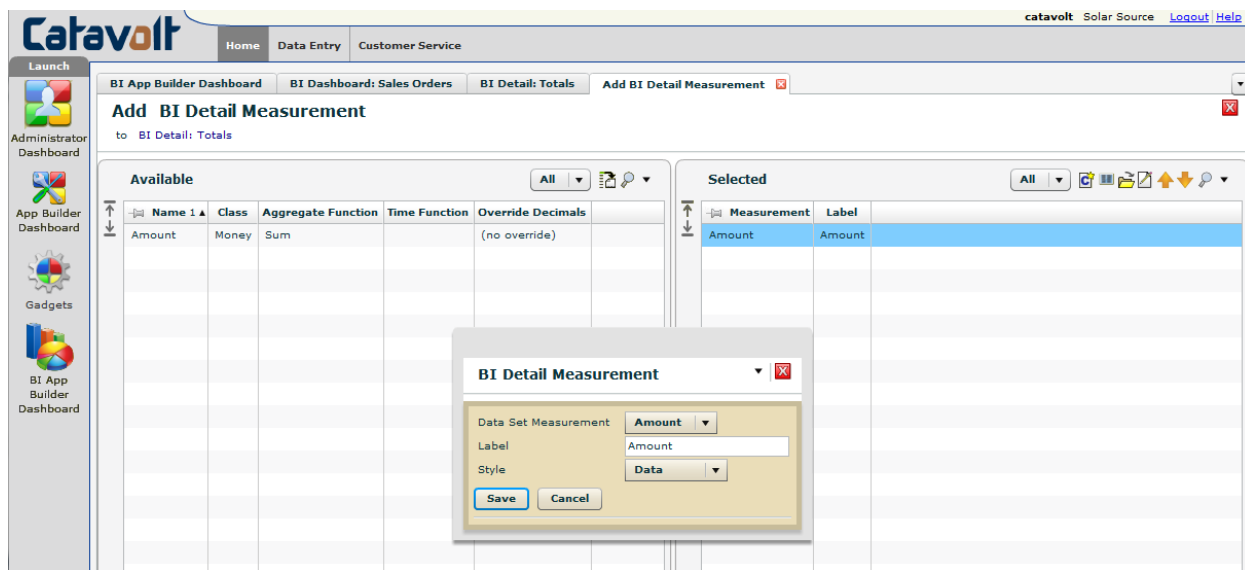 catavolt Solar Source Logout Help
Catavolt
Home Data Entry Customer Service
Launch
Administrator
Dashboard
App Builder
Dashboard
Gadgets
BI App
Builder
Dashboard
BI App Builder Dashboard BI Dashboard: Sales Orders BI Detail: Totals Add BI Detail Measurement
Add BI Detail Measurement
to BI Detail: Totals
Available All
Name 1 Class Aggregate Function Time Function Override Decimals
Amount Money Sum (no override)
Selected All
Measurement Label
Amount Amount
BI Detail Measurement
Data Set Measurement Amount
Label Amount
Style Data
Save Cancel